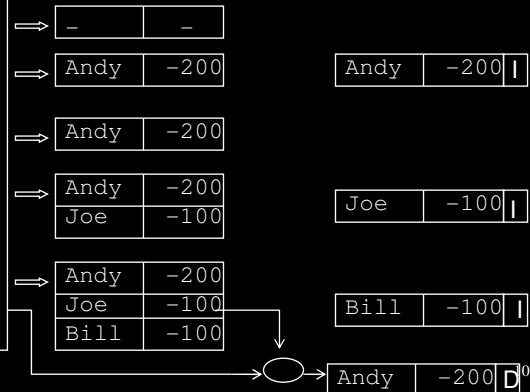 – –
Andy –200 Andy –200 I
Andy –200
Andy –200
Joe –100 Joe –100 I
Andy –200
Joe –100 Bill –100 I
Bill –100
Andy –200 D 0